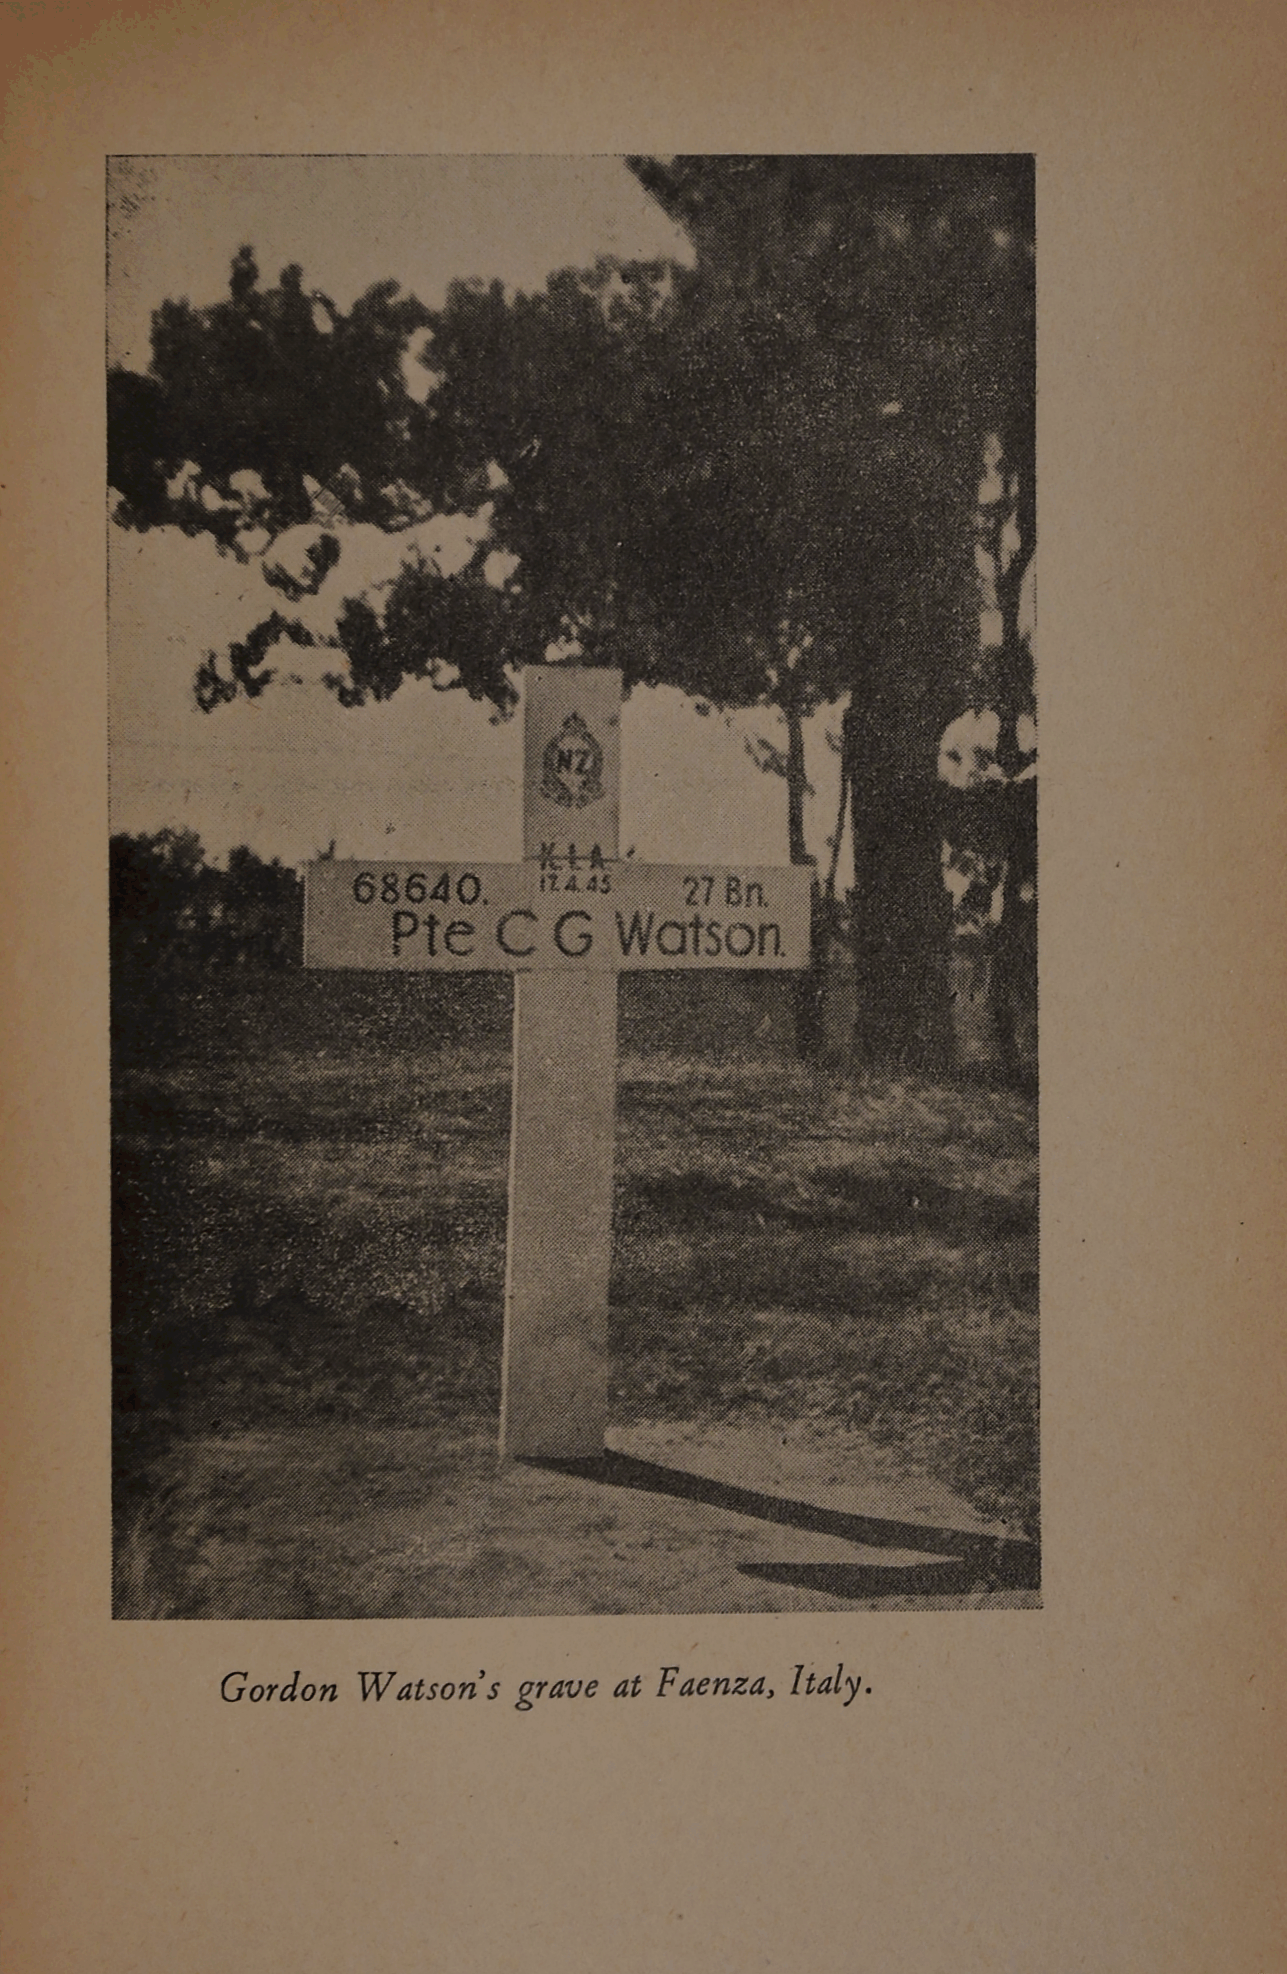 NZ
K.I.A.
68640. 17.4.45 27 Bn.
Pte C G Watson.
Gordon Watson's grave at Faenza, Italy.